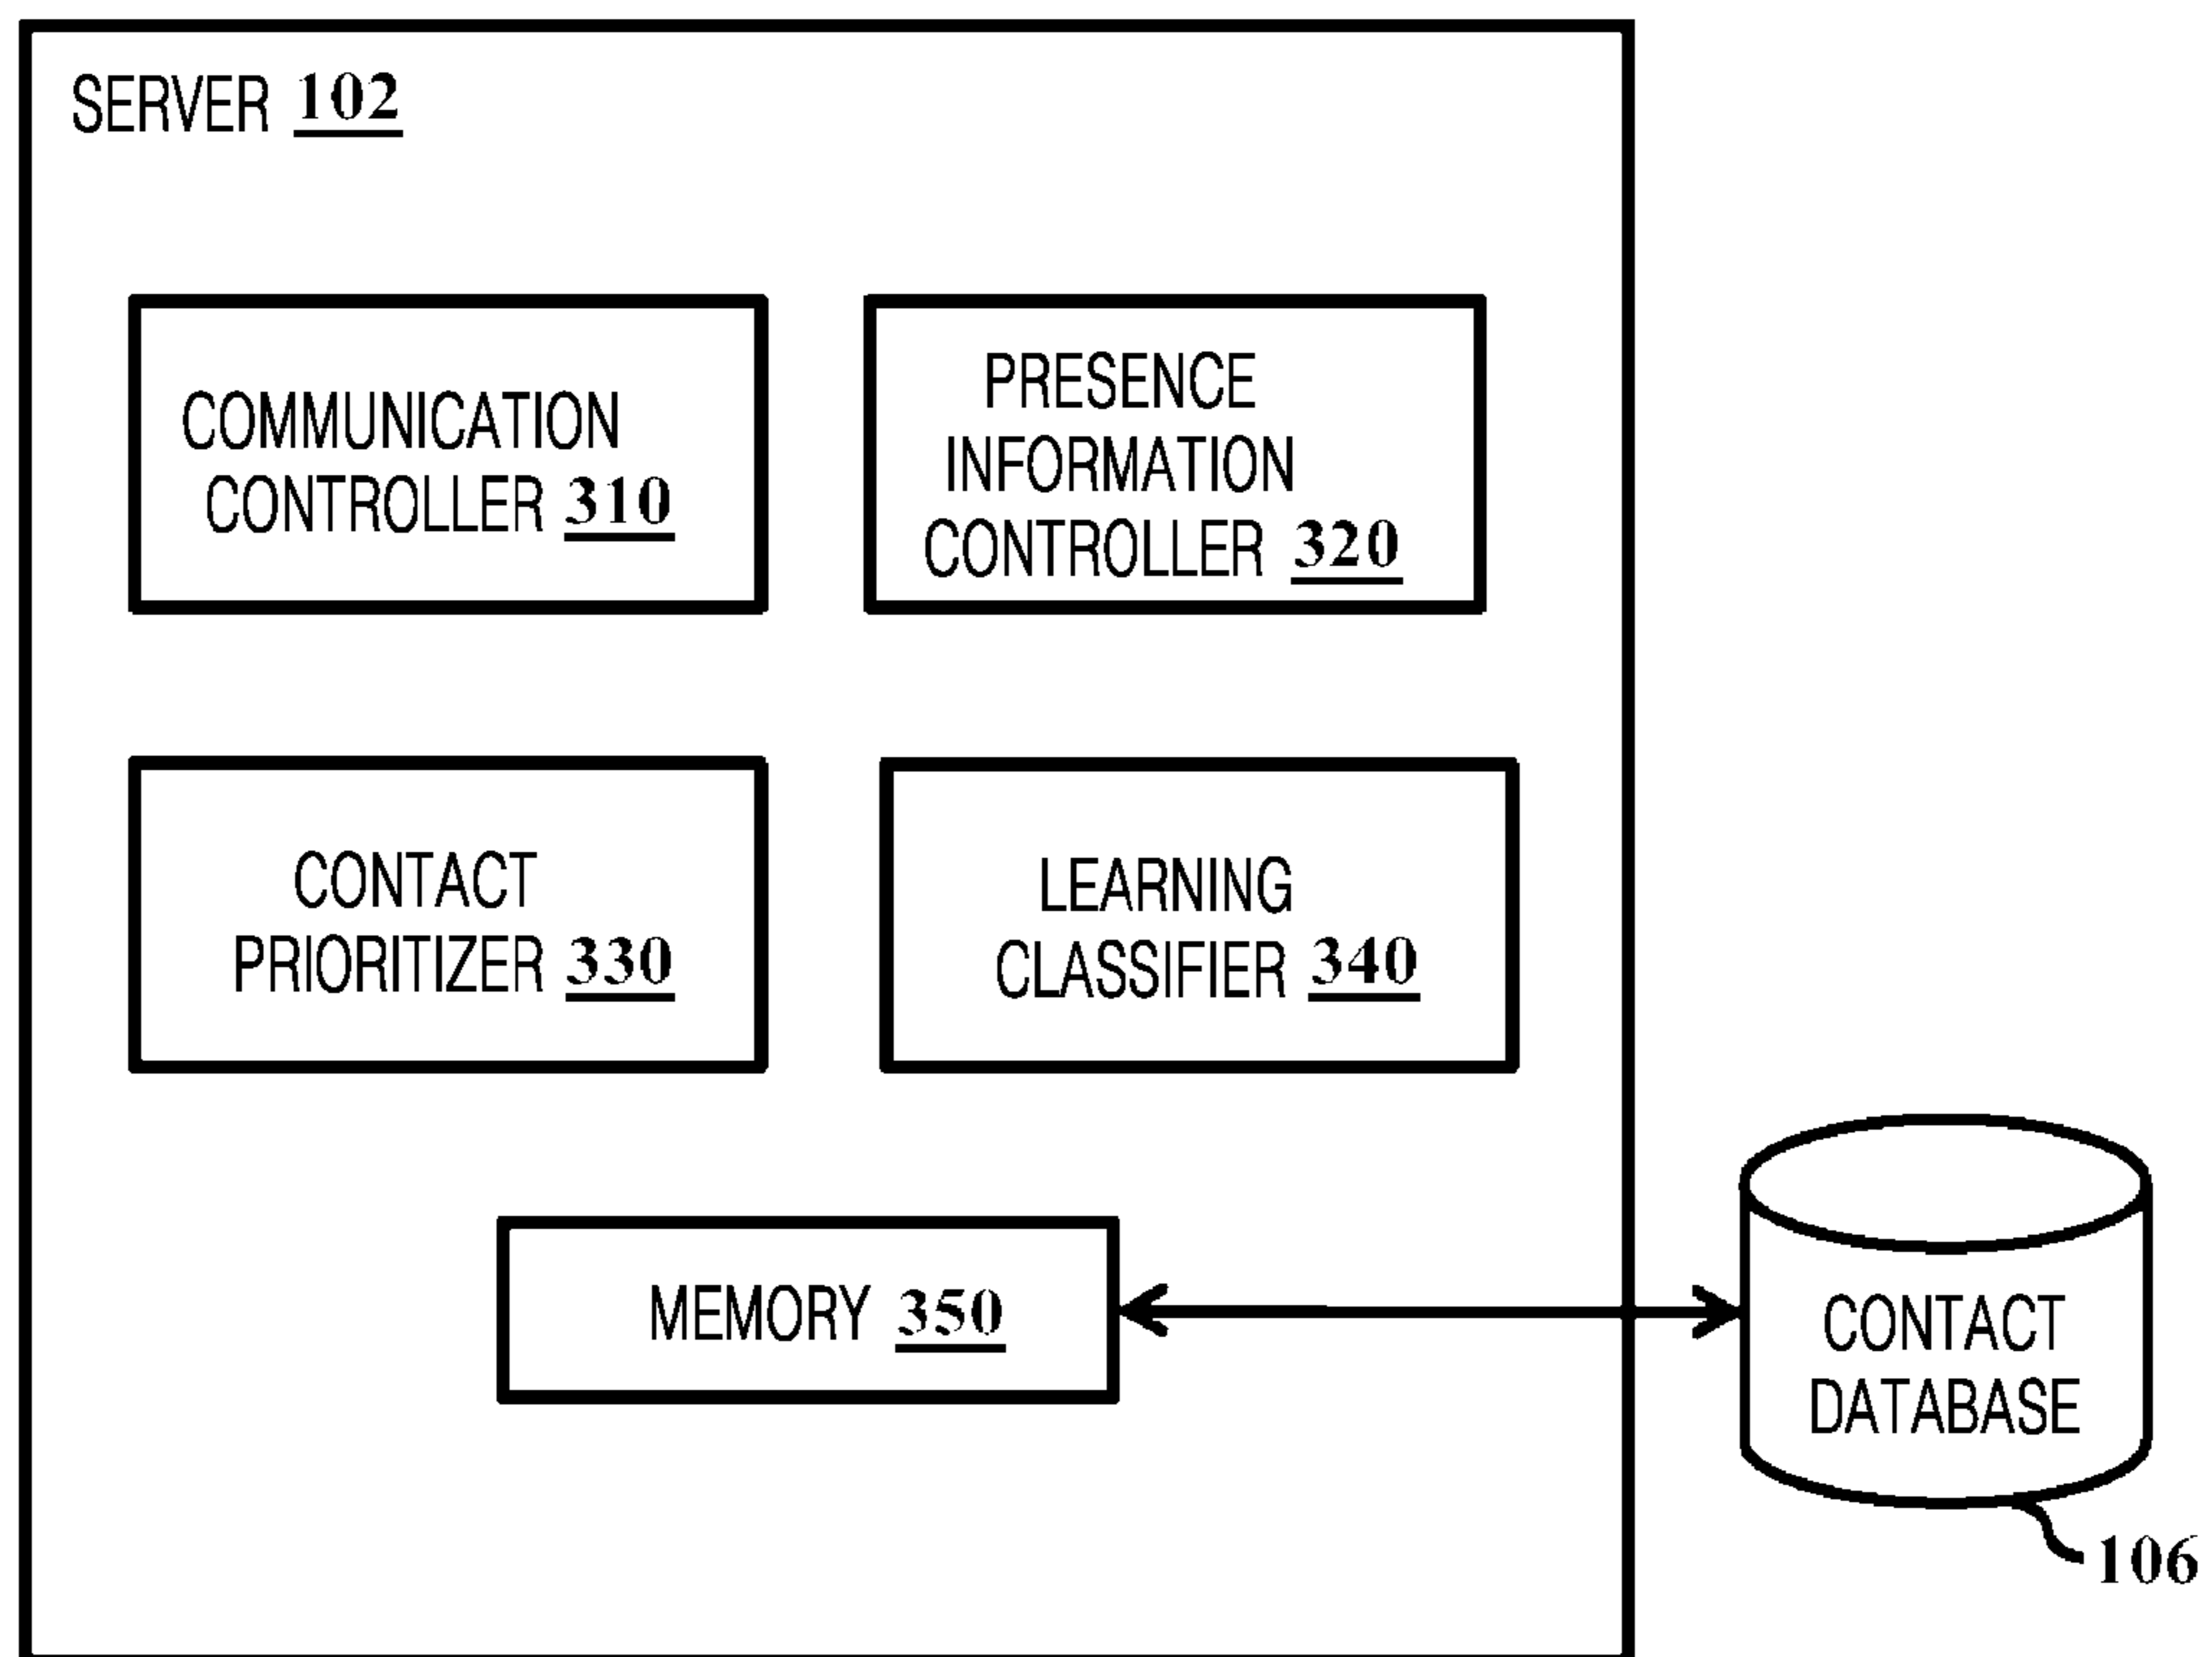 SERVER 102
COMMUNICATION
CONTROLLER 310
PRESENCE
INFORMATION
CONTROLLER 320
CONTACT
PRIORITIZER 330
LEARNING
CLASSIFIER 340
MEMORY 350
CONTACT
DATABASE
106